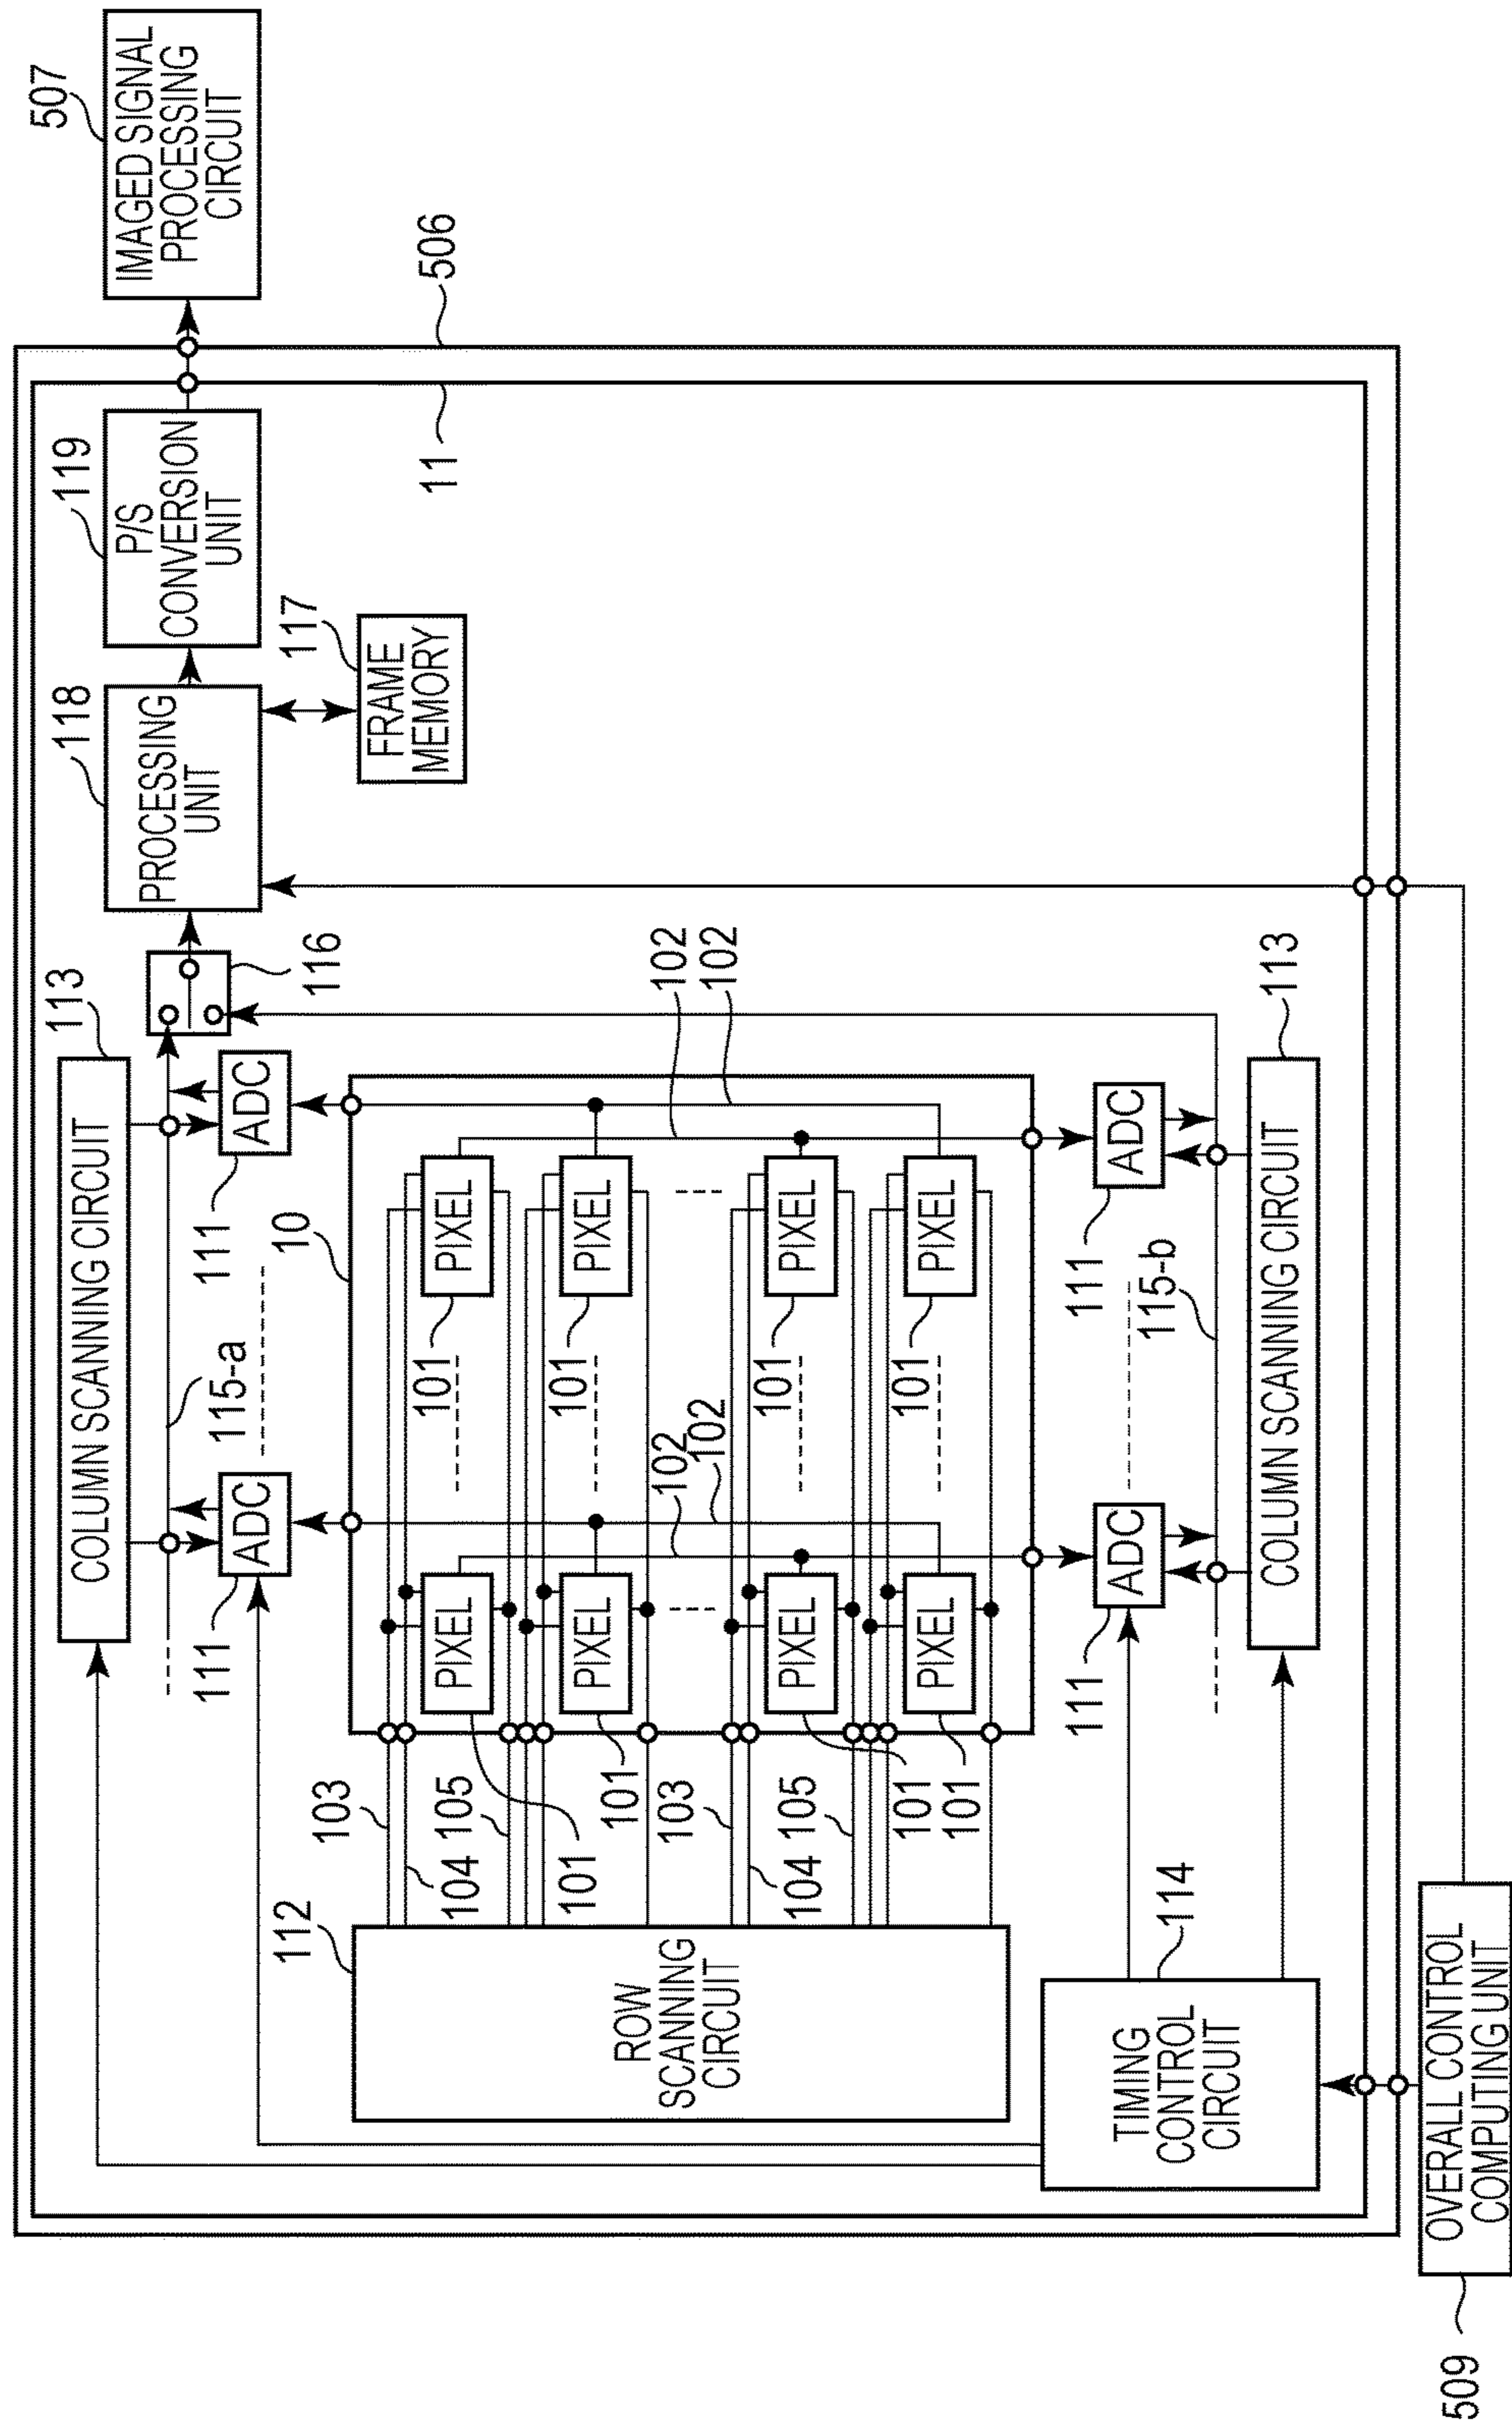 507
IMAGED SIGNAL
PROCESSING
CIRCUIT
506
11
119
P/S
CONVERSION
UNIT
118
PROCESSING
UNIT
117
FRAME
MEMORY
116
113
COLUMN SCANNING CIRCUIT
115-a
ADC
111
ADC
111
10
102
102
102
102
PIXEL
101
PIXEL
101
PIXEL
101
PIXEL
101
PIXEL
101
PIXEL
101
PIXEL
101
PIXEL
101
103
104
105
103
104
105
112
ROW
SCANNING
CIRCUIT
ADC
111
ADC
111
115-b
113
COLUMN SCANNING CIRCUIT
114
TIMING
CONTROL
CIRCUIT
OVERALL CONTROL
COMPUTING UNIT
509